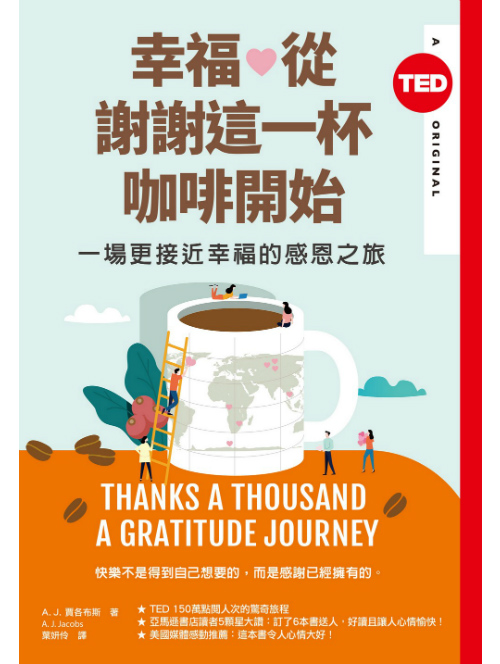 幸福從
謝謝這一杯
咖啡開始
一場更接近幸福的感恩之旅
A
TED
ORIGINAL
THANKS A THOUSAND
A GRATITUDE JOURNEY
快樂不是得到自己想要的，而是感謝已經擁有的。
A. J. 賈各布斯 著
A. J. Jacobs
葉妍伶 譯
★ TED 150萬點閱人次的驚奇旅程
★ 亞馬遜書店讀者5顆星大讚：訂了6本書送人，好讀且讓人心情愉快！
★ 美國媒體感動推薦：這本書令人心情大好！